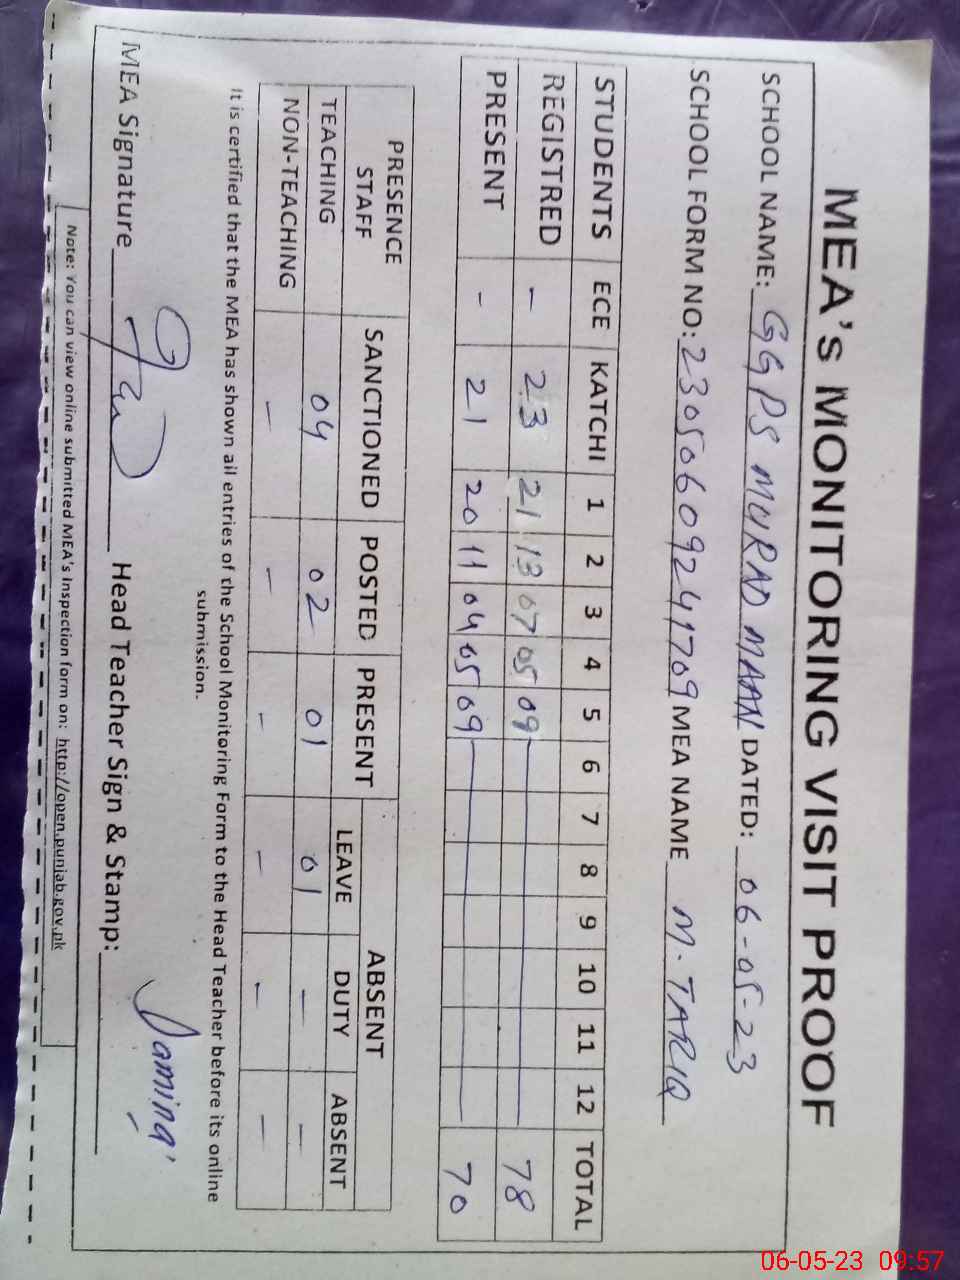 MEA's MONITORING VISIT PROOF
SCHOOL NAME: GGPS MURAD MAAN DATED: 06-05-23
SCHOOL FORM NO: 23050609241709 MEA NAME M. TARIQ
STUDENTS ECE KATCHI 1 2 3 4 5 6 7 8 9 10 11 12 TOTAL
REGISTRED - 23 21 13 07 05 09 78
PRESENT - 21 20 11 04 05 09 70
PRESENCE STAFF SANCTIONED POSTED PRESENT ABSENT
LEAVE DUTY ABSENT
TEACHING 04 02 01 01 - -
NON-TEACHING - - - - - -
It is certified that the MEA has shown all entries of the School Monitoring Form to the Head Teacher before its online
submission.
MEA Signature Head Teacher Sign & Stamp: Yamina
Note: You can view online submitted MEA's Inspection form on: http://open.punjab.gov.pk
06-05-23 09:57